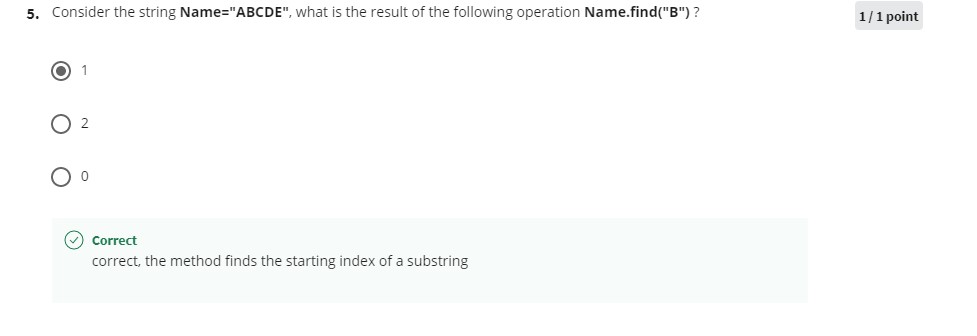 5. Consider the string Name="ABCDE", what is the result of the following operation Name.find("B") ?
1 / 1 point
1
2
0
Correct
correct, the method finds the starting index of a substring